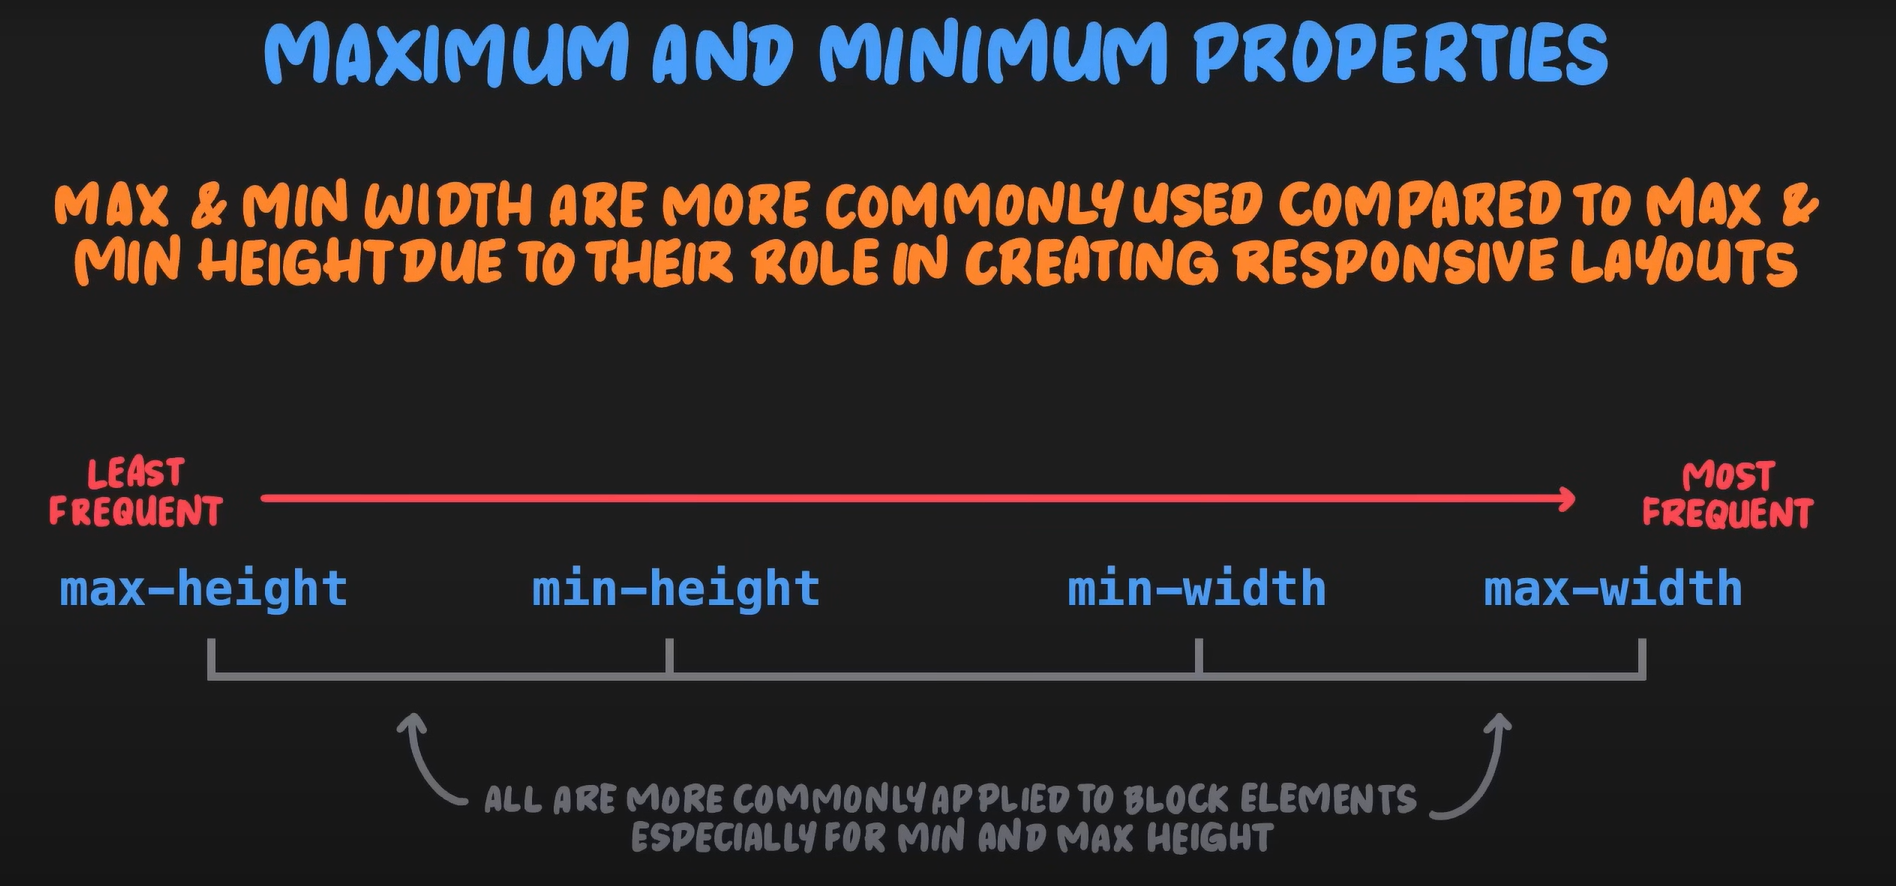 MAXIMUM AND MINIMUM PROPERTIES
MAX & MIN WIDTH ARE MORE COMMONLY USED COMPARED TO MAX &
MIN HEIGHT DUE TO THEIR ROLE IN CREATING RESPONSIVE LAYOUTS
LEAST
FREQUENT
MOST
FREQUENT
max-height min-height min-width max-width
ALL ARE MORE COMMONLY APPLIED TO BLOCK ELEMENTS
ESPECIALLY FOR MIN AND MAX HEIGHT